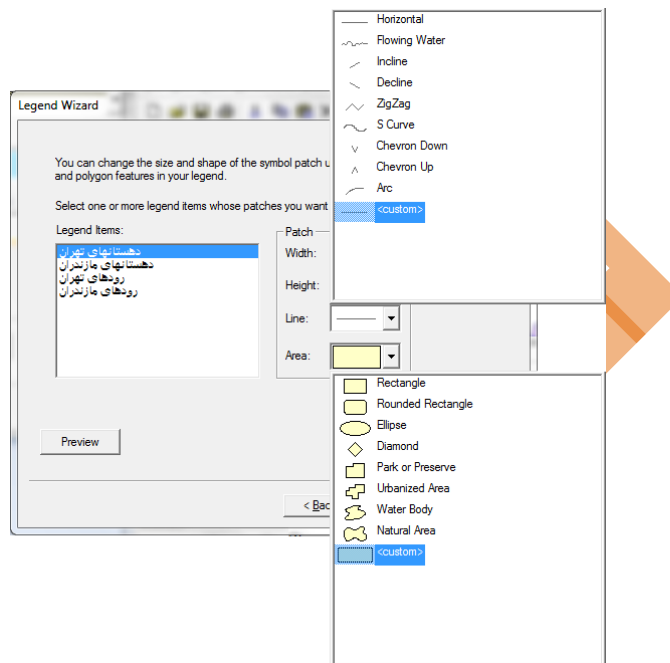 Horizontal
Flowing Water
Incline
Decline
ZigZag
S Curve
Chevron Down
Chevron Up
Arc
<custom>
Legend Wizard
You can change the size and shape of the symbol patch u
and polygon features in your legend.
Select one or more legend items whose patches you want
Legend Items:
دهستانهای تهران
دهستانهای مازندران
رودهای تهران
رودهای مازندران
Patch
Width:
Height:
Line:
Area:
Rectangle
Rounded Rectangle
Ellipse
Diamond
Park or Preserve
Urbanized Area
Water Body
Natural Area
<custom>
Preview
< Bac